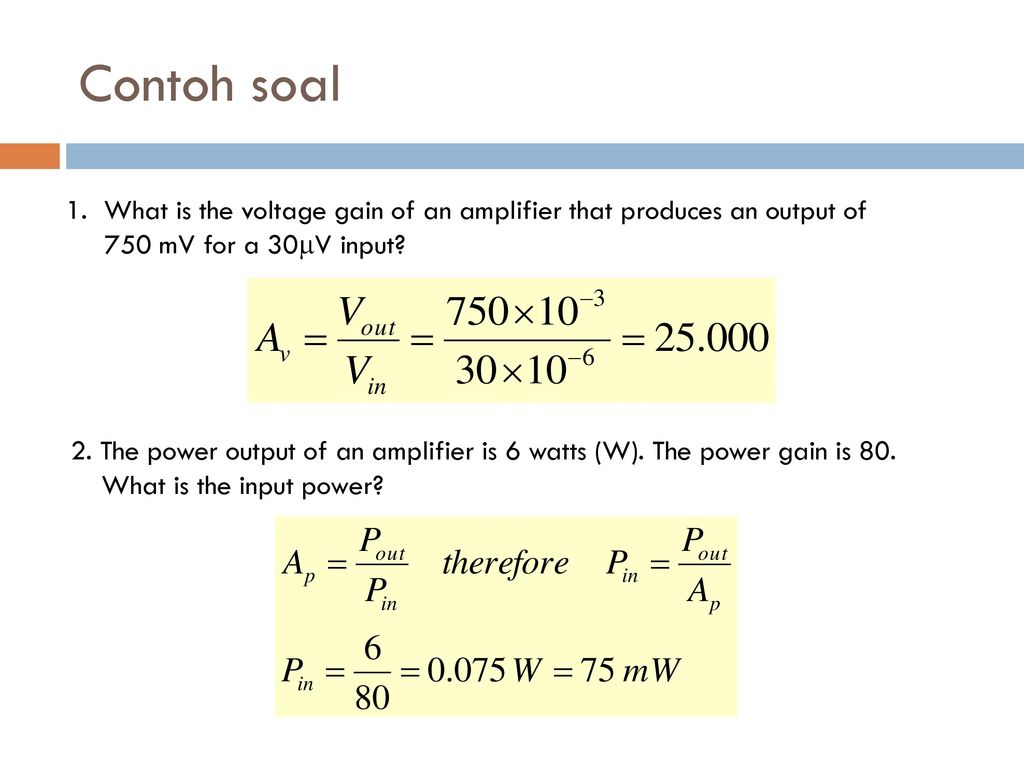 Contoh soal
1. What is the voltage gain of an amplifier that produces an output of
750 mV for a 30μV input?
A_v = V_out / V_in = 750 × 10^−3 / 30 × 10^−6 = 25.000
2. The power output of an amplifier is 6 watts (W). The power gain is 80.
What is the input power?
A_p = P_out / P_in therefore P_in = P_out / A_p
P_in = 6 / 80 = 0.075 W = 75 mW